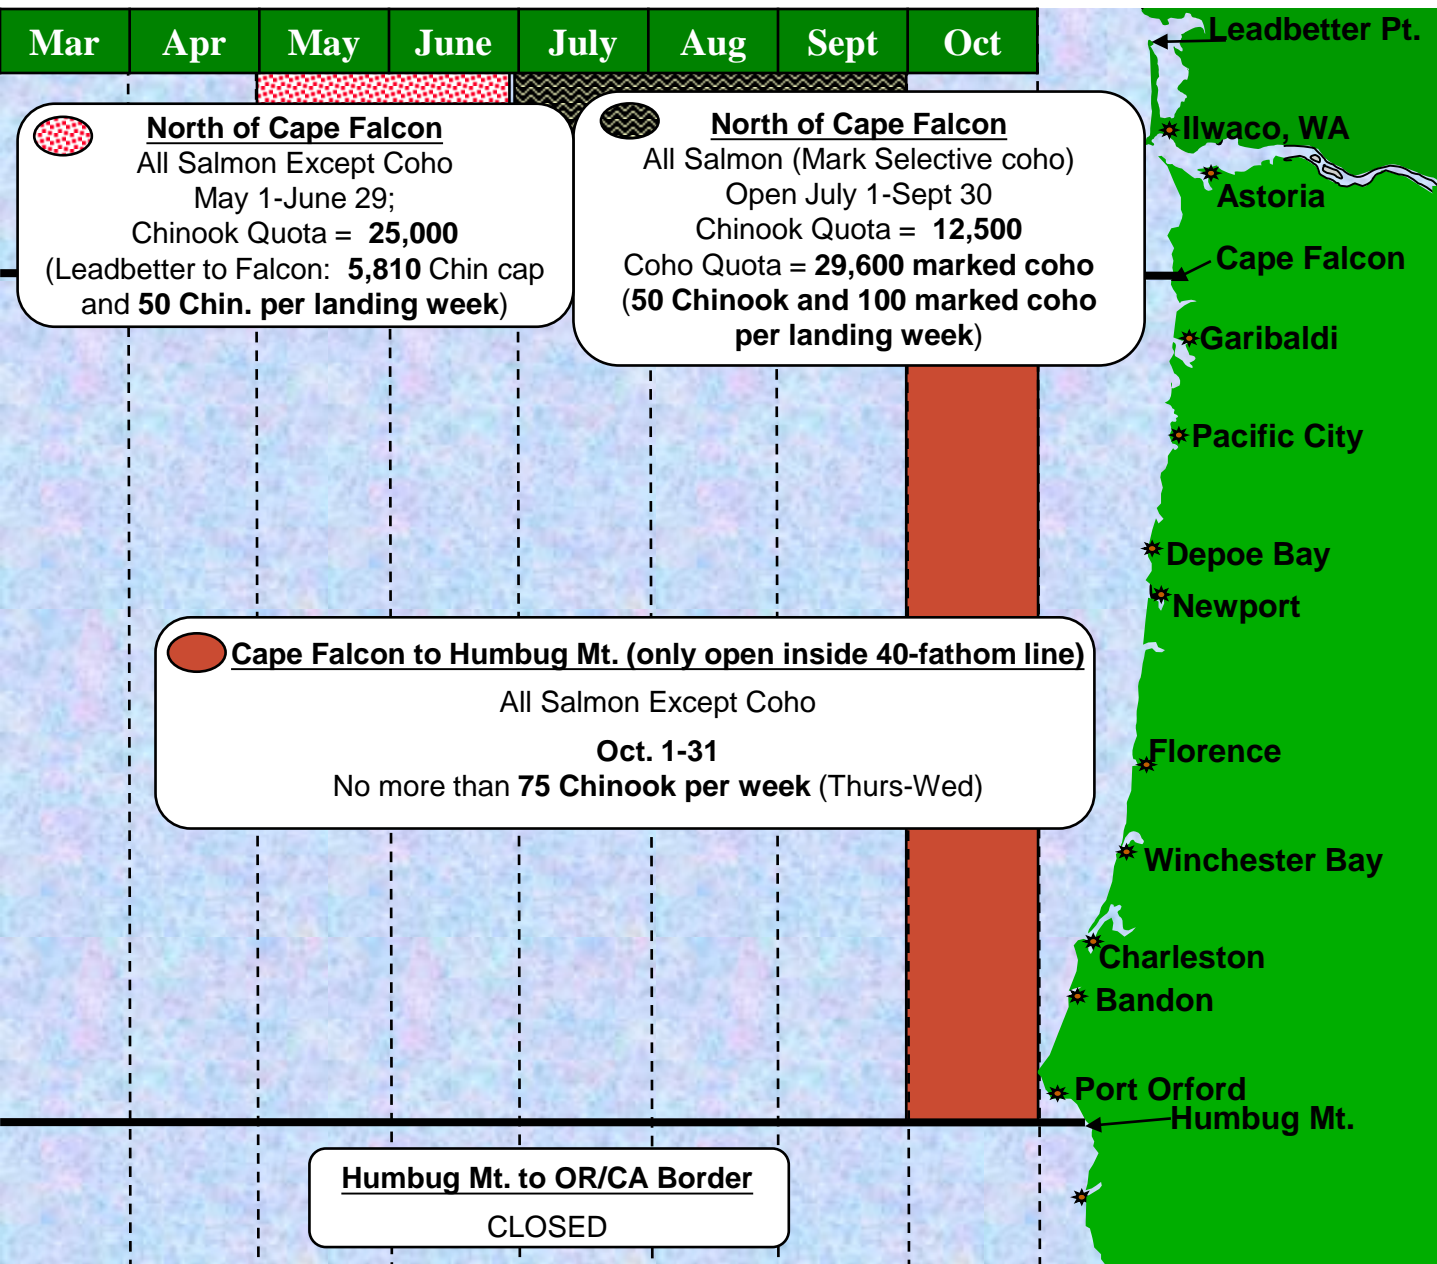 Mar Apr May June July Aug Sept Oct
North of Cape Falcon
All Salmon Except Coho
May 1-June 29;
Chinook Quota = 25,000
(Leadbetter to Falcon: 5,810 Chin cap
and 50 Chin. per landing week)
North of Cape Falcon
All Salmon (Mark Selective coho)
Open July 1-Sept 30
Chinook Quota = 12,500
Coho Quota = 29,600 marked coho
(50 Chinook and 100 marked coho
per landing week)
Leadbetter Pt.
Ilwaco, WA
Astoria
Cape Falcon
Garibaldi
Pacific City
Depoe Bay
Newport
Cape Falcon to Humbug Mt. (only open inside 40-fathom line)
All Salmon Except Coho
Oct. 1-31
No more than 75 Chinook per week (Thurs-Wed)
Florence
Winchester Bay
Charleston
Bandon
Port Orford
Humbug Mt.
Humbug Mt. to OR/CA Border
CLOSED